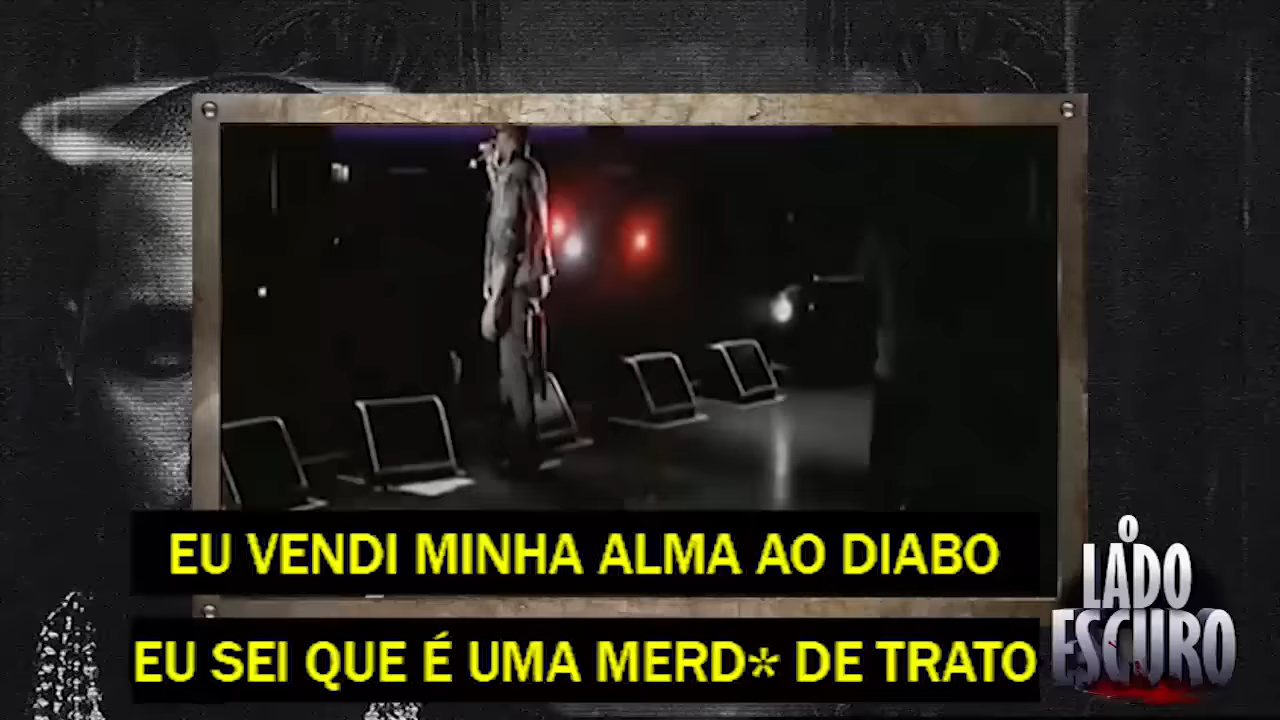 EU VENDI MINHA ALMA AO DIABO
EU SEI QUE É UMA MERD* DE TRATO
O
LADO
ESCURO